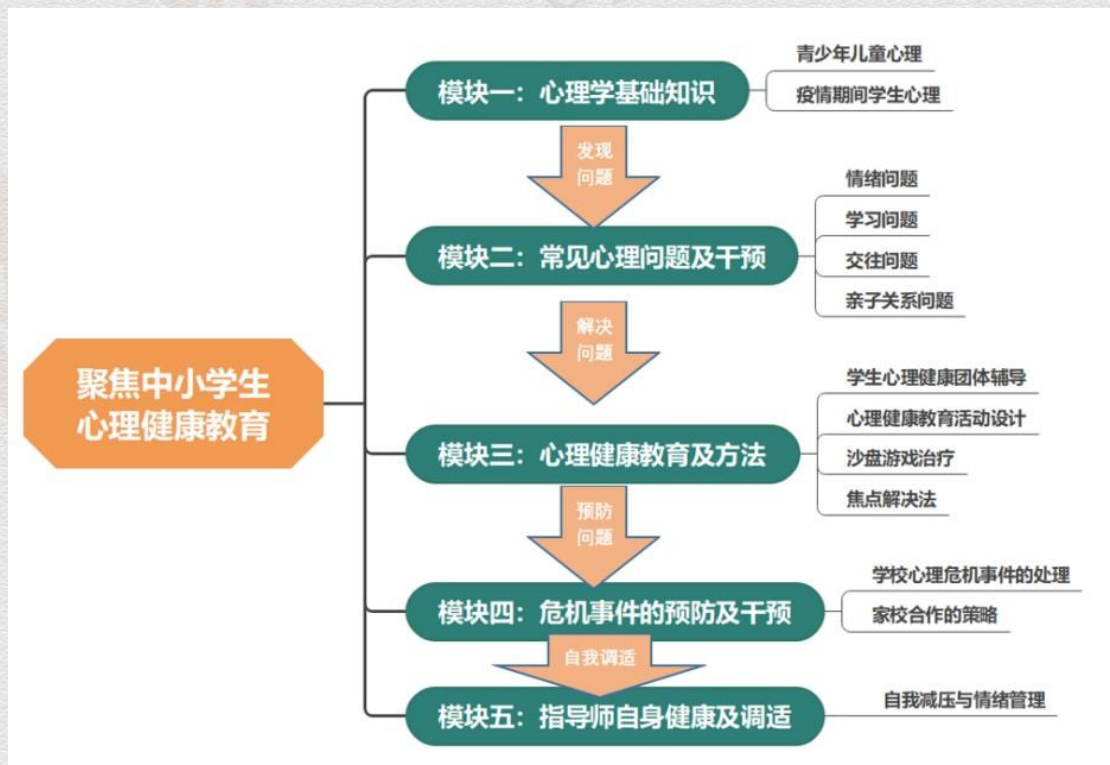 聚焦中小学生
心理健康教育
模块一：心理学基础知识
青少年儿童心理
疫情期间学生心理
发现
问题
模块二：常见心理问题及干预
情绪问题
学习问题
交往问题
亲子关系问题
解决
问题
模块三：心理健康教育及方法
学生心理健康团体辅导
心理健康教育活动设计
沙盘游戏治疗
焦点解决法
预防
问题
模块四：危机事件的预防及干预
学校心理危机事件的处理
家校合作的策略
自我调适
模块五：指导师自身健康及调适
自我减压与情绪管理